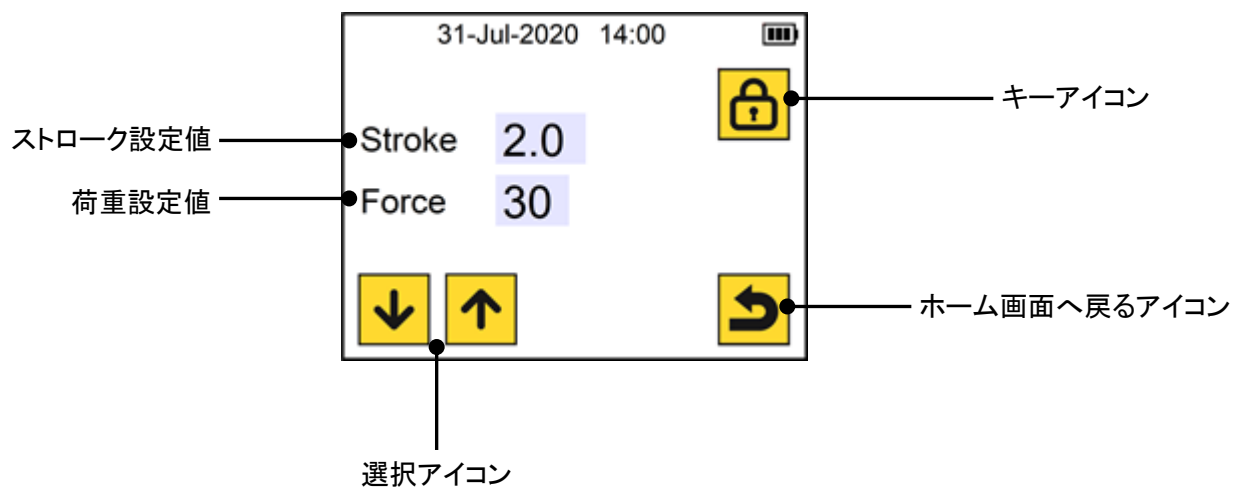 31-Jul-2020 14:00
キーアイコン
ストローク設定値
Stroke 2.0
荷重設定値
Force 30
ホーム画面へ戻るアイコン
選択アイコン